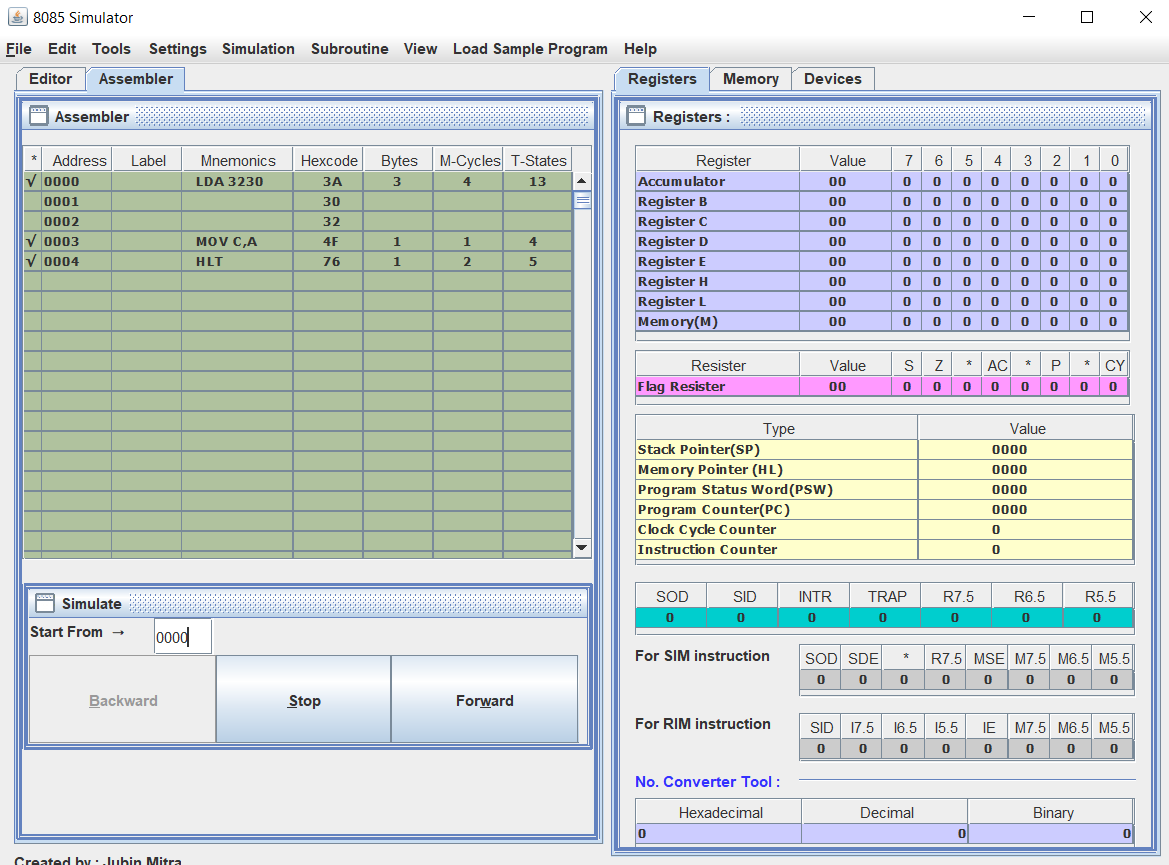 8085 Simulator
File Edit Tools Settings Simulation Subroutine View Load Sample Program Help
Editor Assembler
Assembler
* Address Label Mnemonics Hexcode Bytes M-Cycles T-States
√ 0000 LDA 3230 3A 3 4 13
0001 30
0002 32
√ 0003 MOV C,A 4F 1 1 4
√ 0004 HLT 76 1 2 5
Simulate
Start From → 0000
Backward Stop Forward
Created by : Jubin Mitra
Registers Memory Devices
Registers :
Register Value 7 6 5 4 3 2 1 0
Accumulator 00 0 0 0 0 0 0 0 0
Register B 00 0 0 0 0 0 0 0 0
Register C 00 0 0 0 0 0 0 0 0
Register D 00 0 0 0 0 0 0 0 0
Register E 00 0 0 0 0 0 0 0 0
Register H 00 0 0 0 0 0 0 0 0
Register L 00 0 0 0 0 0 0 0 0
Memory(M) 00 0 0 0 0 0 0 0 0
Resister Value S Z * AC * P * CY
Flag Resister 00 0 0 0 0 0 0 0 0
Type Value
Stack Pointer(SP) 0000
Memory Pointer (HL) 0000
Program Status Word(PSW) 0000
Program Counter(PC) 0000
Clock Cycle Counter 0
Instruction Counter 0
SOD SID INTR TRAP R7.5 R6.5 R5.5
0 0 0 0 0 0 0
For SIM instruction SOD SDE * R7.5 MSE M7.5 M6.5 M5.5
0 0 0 0 0 0 0 0
For RIM instruction SID I7.5 I6.5 I5.5 IE M7.5 M6.5 M5.5
0 0 0 0 0 0 0 0
No. Converter Tool :
Hexadecimal Decimal Binary
0 0 0